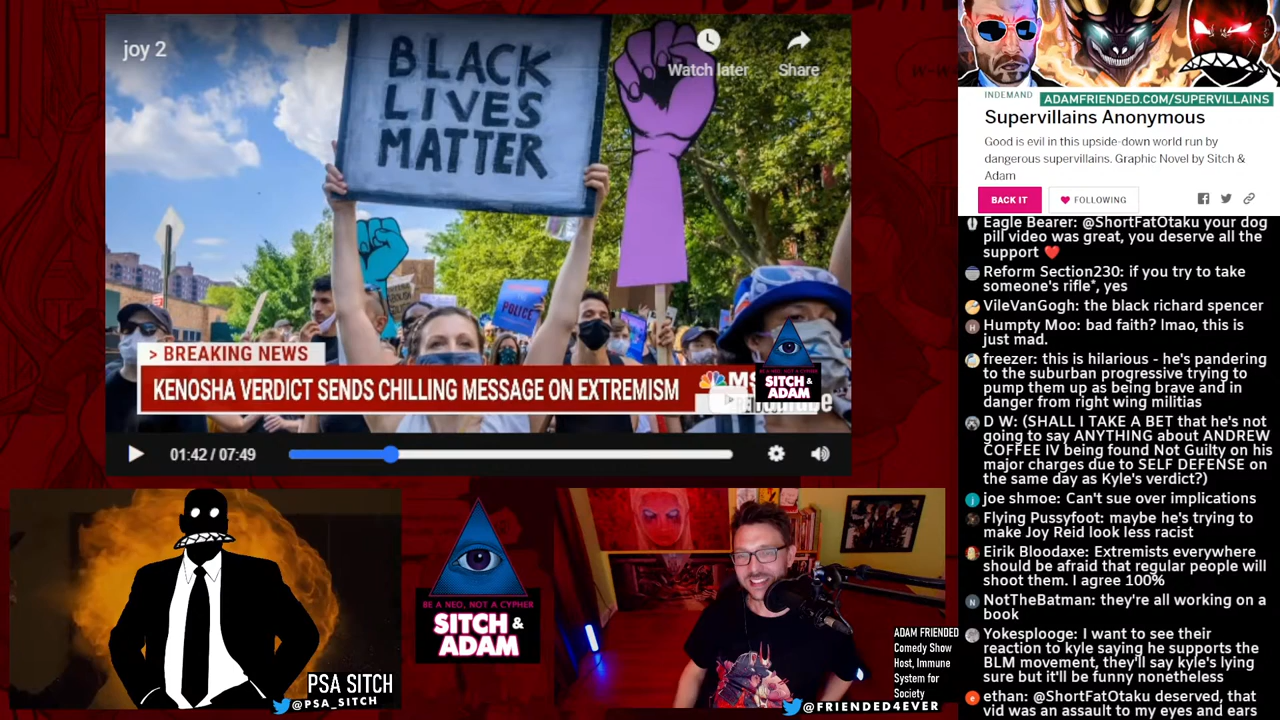 joy 2
Watch later
Share
BLACK
LIVES
MATTER
POLICE
> BREAKING NEWS
KENOSHA VERDICT SENDS CHILLING MESSAGE ON EXTREMISM
BE A NEO, NOT A CYPHER
SITCH &
ADAM
01:42 / 07:49
PSA SITCH
@PSA_SITCH
BE A NEO, NOT A CYPHER
SITCH &
ADAM
ADAM FRIENDED
Comedy Show
Host, Immune
System for
Society
@FRIENDED4EVER
INDEMAND
ADAMFRIENDED.COM/SUPERVILLAINS
Supervillains Anonymous
Good is evil in this upside-down world run by
dangerous supervillains. Graphic Novel by Sitch &
Adam
BACK IT
FOLLOWING
Eagle Bearer: @ShortFatOtaku your dog
pill video was great, you deserve all the
support ❤️
Reform Section230: if you try to take
someone's rifle*, yes
VileVanGogh: the black richard spencer
Humpty Moo: bad faith? lmao, this is
just mad.
freezer: this is hilarious - he's pandering
to the suburban progressive trying to
pump them up as being brave and in
danger from right wing militias
D W: (SHALL I TAKE A BET that he's not
going to say ANYTHING about ANDREW
COFFEE IV being found Not Guilty on his
major charges due to SELF DEFENSE on
the same day as Kyle's verdict?)
joe shmoe: Can't sue over implications
Flying Pussyfoot: maybe he's trying to
make Joy Reid look less racist
Eirik Bloodaxe: Extremists everywhere
should be afraid that regular people will
shoot them. I agree 100%
NotTheBatman: they're all working on a
book
Yokesplooge: I want to see their
reaction to kyle saying he supports the
BLM movement, they'll say kyle's lying
sure but it'll be funny nonetheless
ethan: @ShortFatOtaku deserved, that
vid was an assault to my eyes and ears